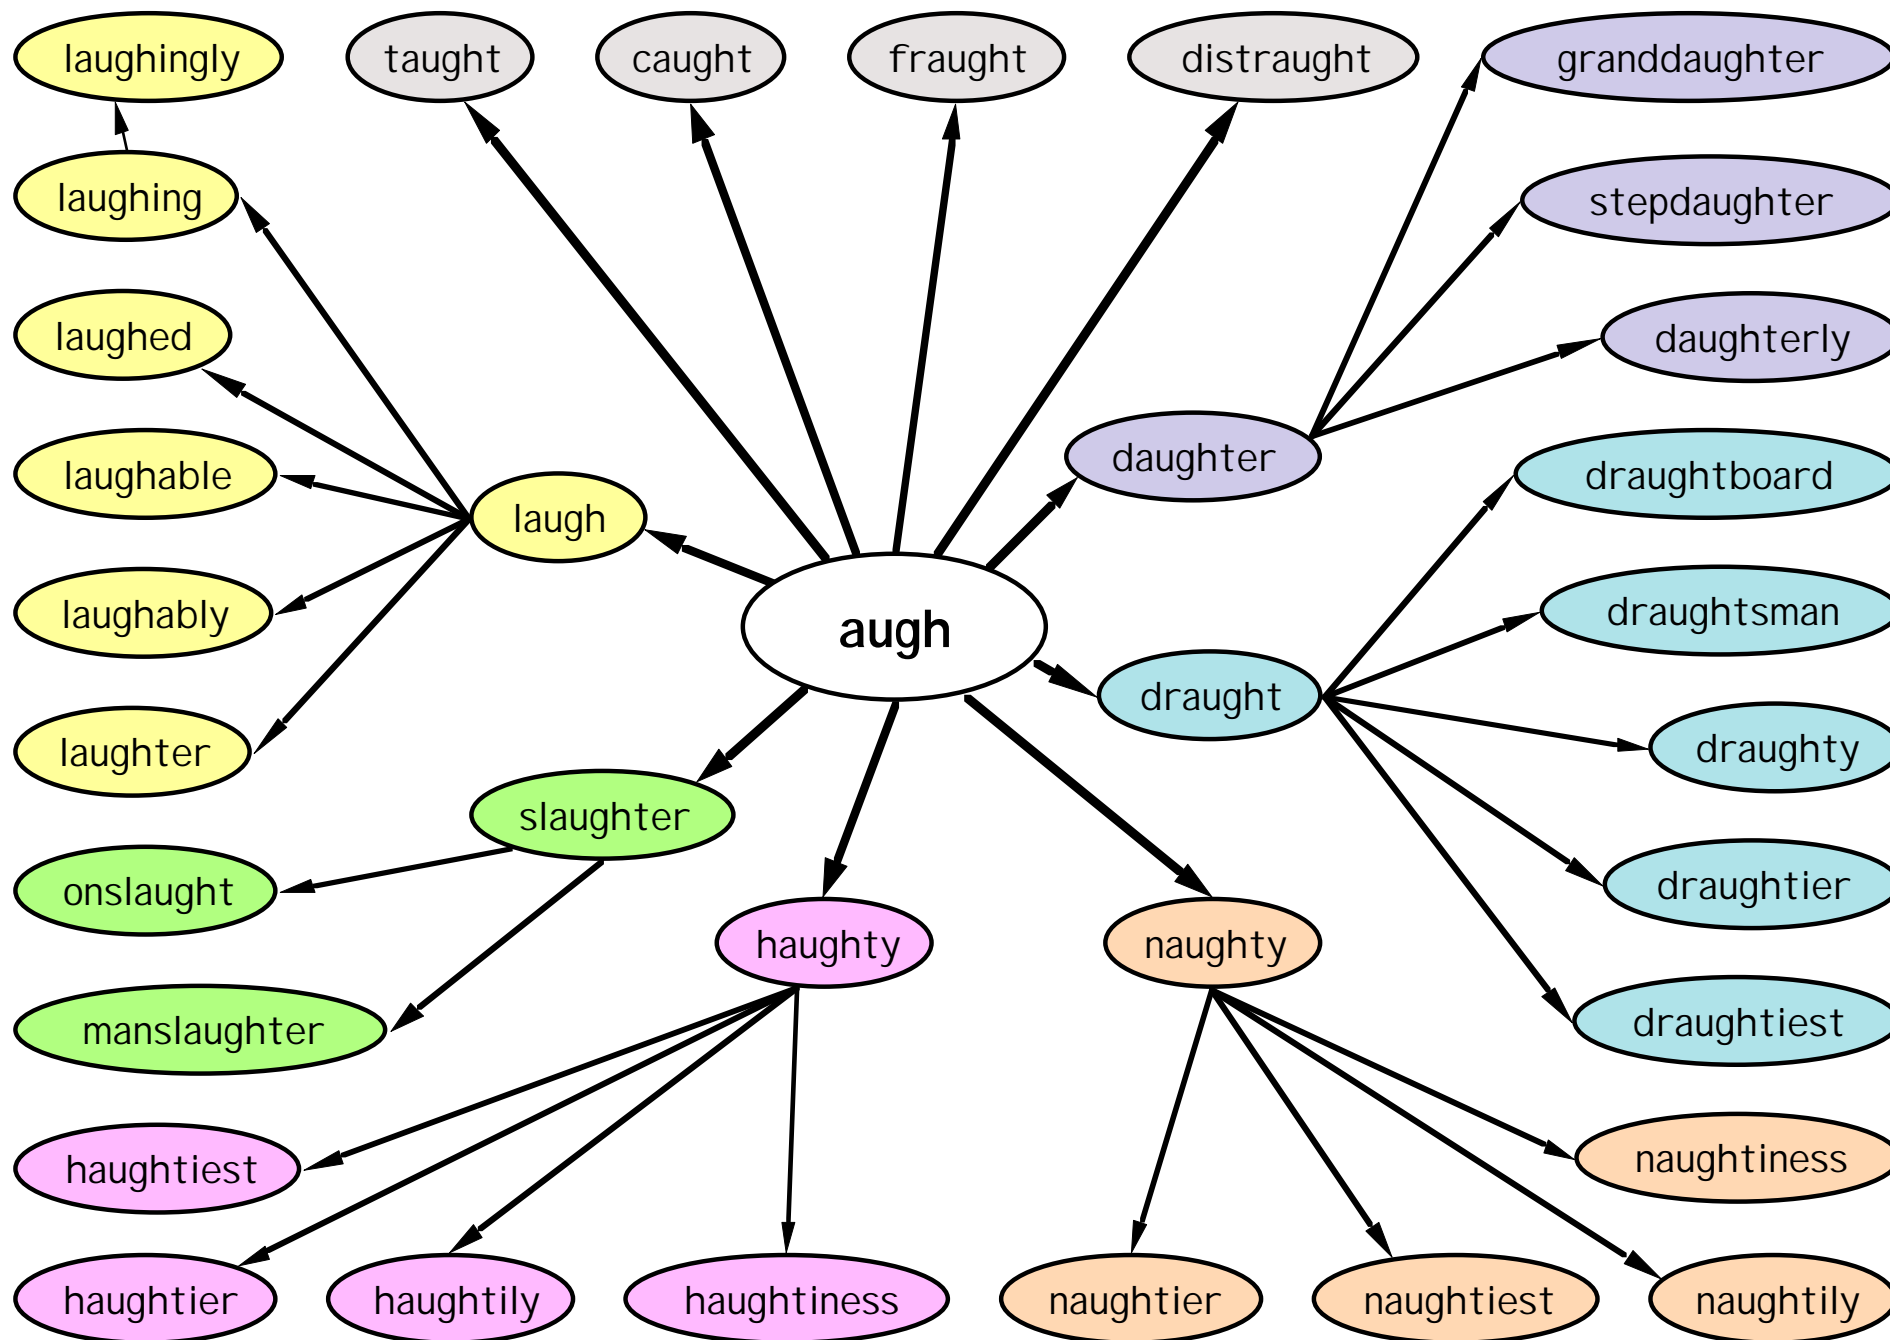 laughingly
taught
caught
fraught
distraught
granddaughter
laughing
stepdaughter
laughed
daughterly
laughable
laugh
daughter
draughtboard
laughably
augh
draughtsman
laughter
draught
draughty
slaughter
onslaught
haughty
naughty
draughtier
manslaughter
draughtiest
haughtiest
naughtiness
haughtier
haughtily
haughtiness
naughtier
naughtiest
naughtily